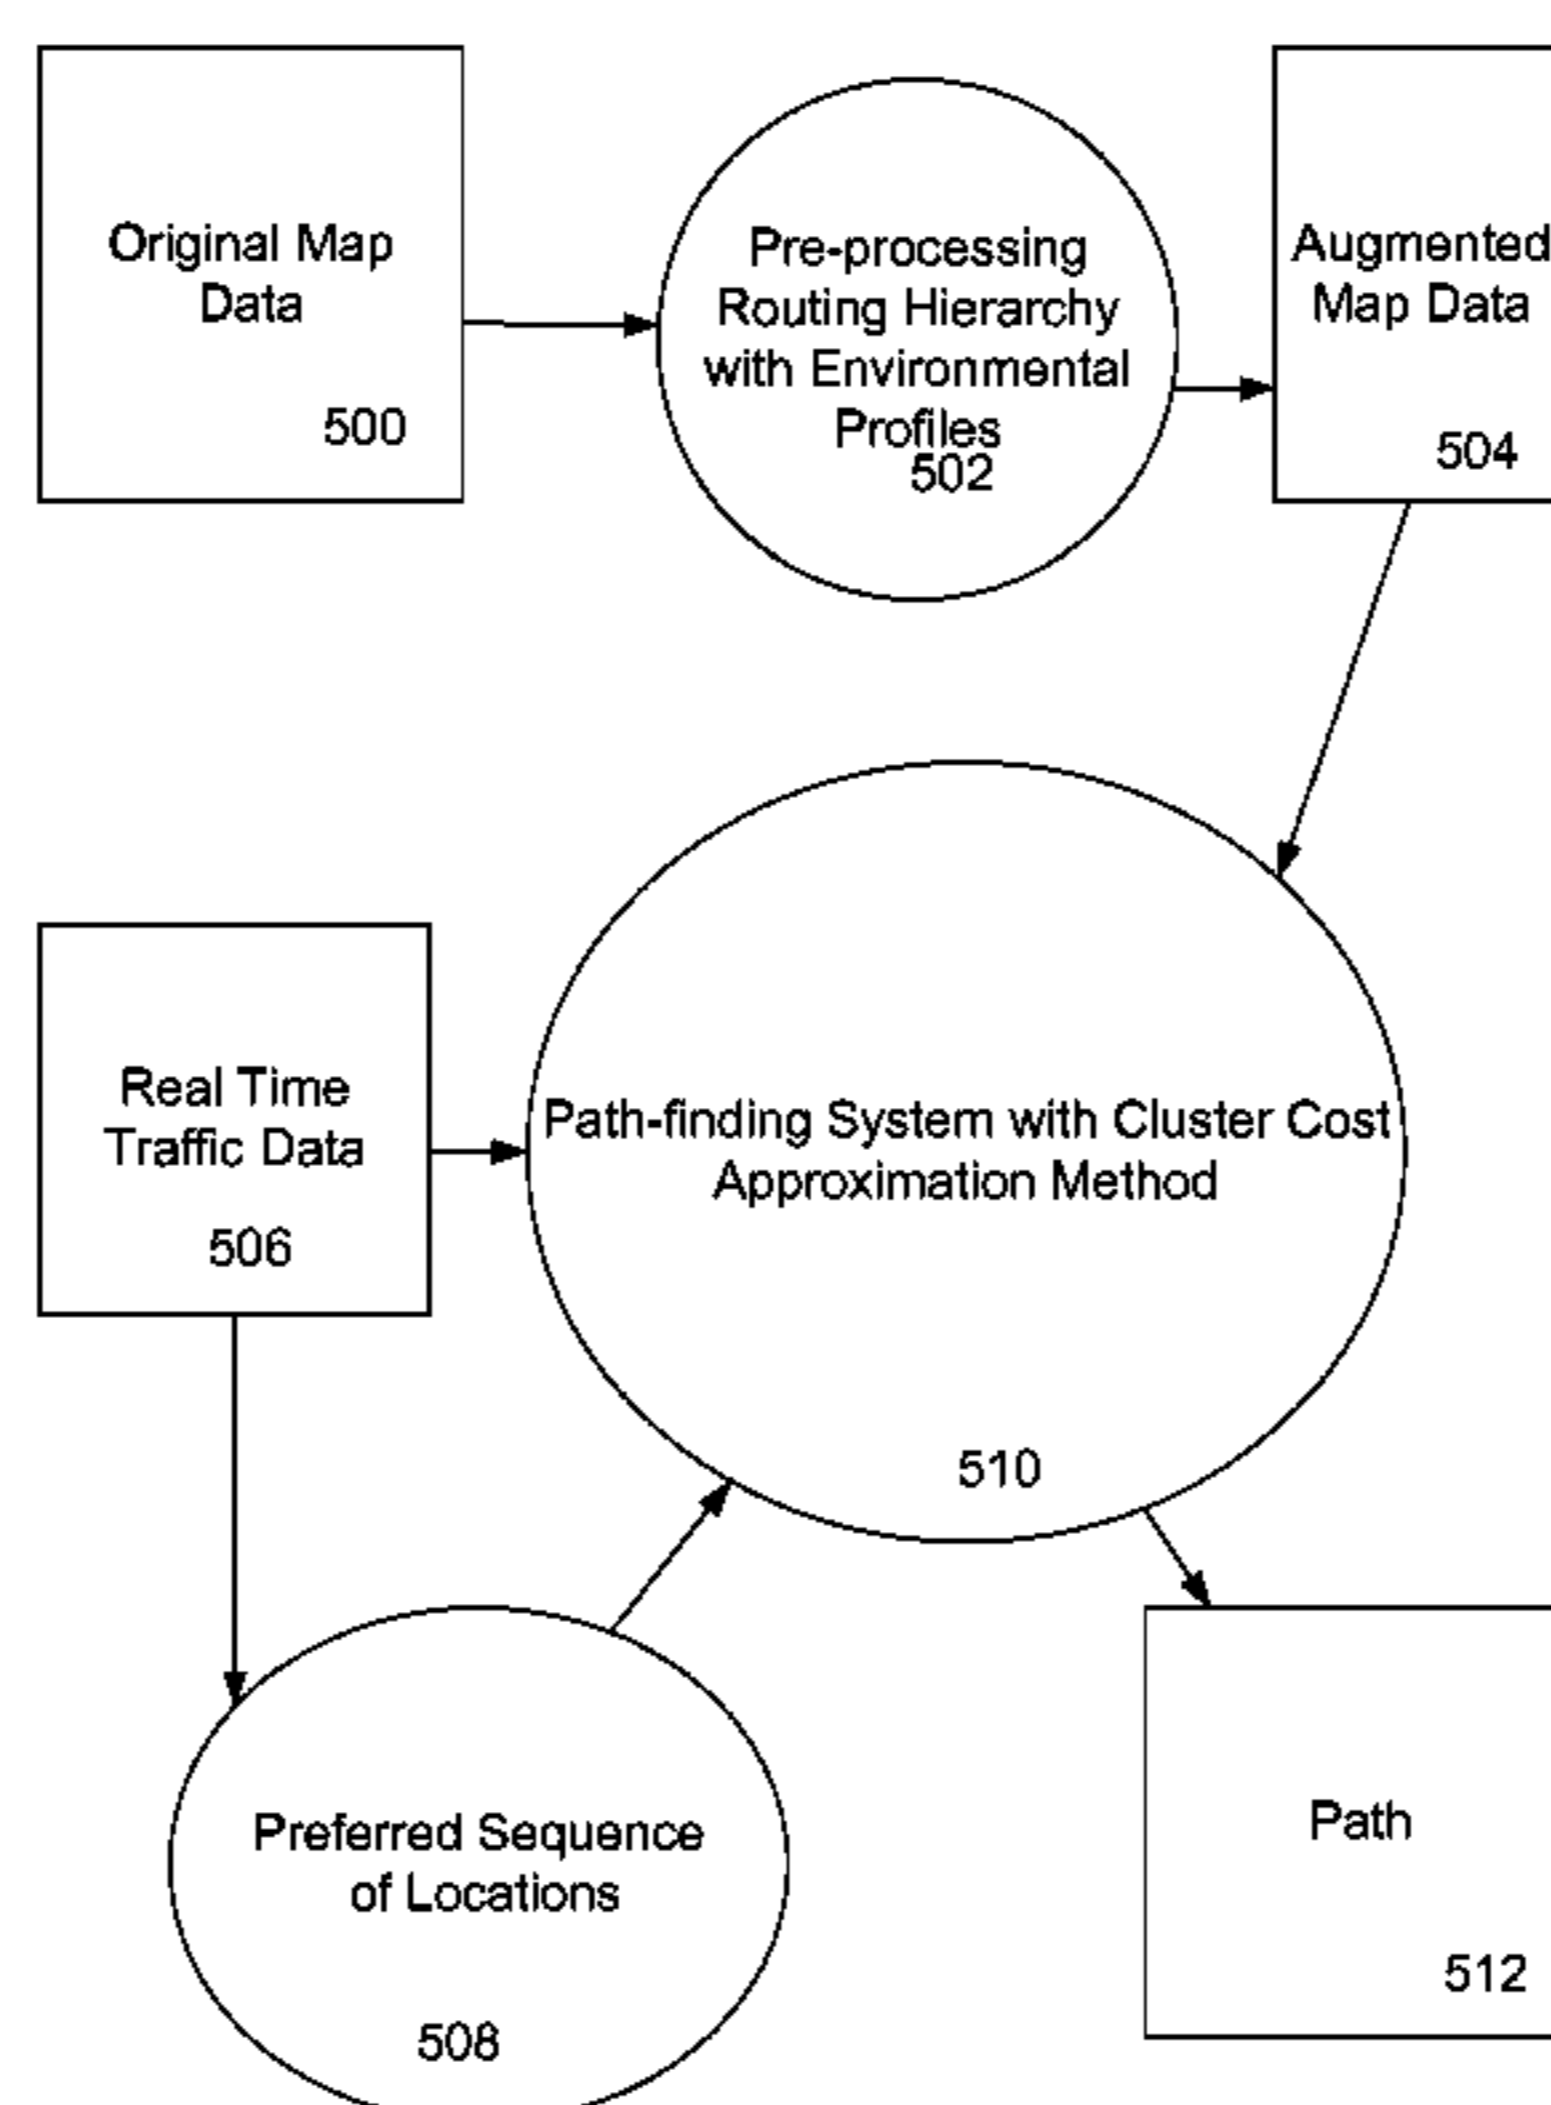 Original Map
Data
500
Pre-processing
Routing Hierarchy
with Environmental
Profiles
502
Augmented
Map Data
504
Real Time
Traffic Data
506
Path-finding System with Cluster Cost
Approximation Method
510
Preferred Sequence
of Locations
508
Path
512